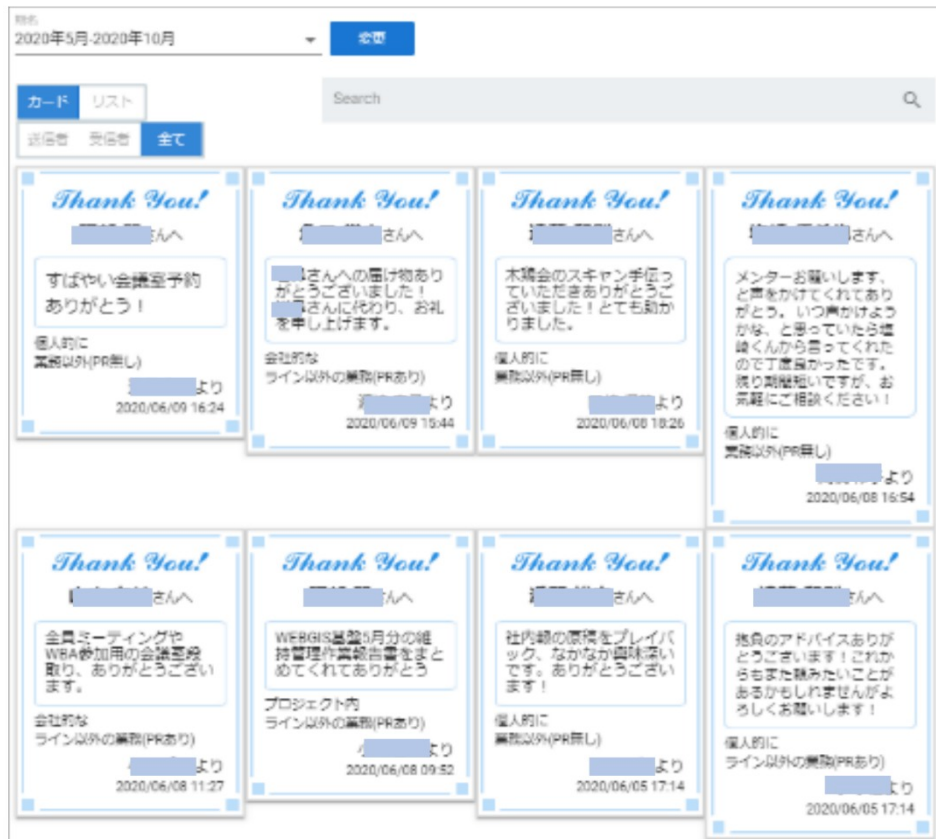 期名
2020年5月-2020年10月
変更
カード リスト
Search
送信者 受信者 全て
Thank You!
さんへ
すばやい会議室予約
ありがとう！
個人的に
業務以外(PR無し)
より
2020/06/09 16:24
Thank You!
さんへ
さんへの届け物あり
がとうございました！
さんに代わり、お礼
を申し上げます。
会社的な
ライン以外の業務(PRあり)
より
2020/06/09 15:44
Thank You!
さんへ
木鶏会のスキャン手伝っ
ていただきありがとうご
ざいました！とても助か
りました。
個人的に
業務以外(PR無し)
より
2020/06/08 18:26
Thank You!
さんへ
メンターお願いします、
と声をかけてくれてあり
がとう。いつ声かけよう
かな、と思っていたら塩
崎くんから言ってくれた
ので丁度良かったです。
残り期間短いですが、お
気軽にご相談ください！
個人的に
業務以外(PR無し)
より
2020/06/08 16:54
Thank You!
さんへ
全員ミーティングや
WBA参加用の会議室段
取り、ありがとうござい
ます。
会社的な
ライン以外の業務(PRあり)
より
2020/06/08 11:27
Thank You!
さんへ
WEBGIS基盤5月分の維
持管理作業報告書をまと
めてくれてありがとう
プロジェクト内
ライン以外の業務(PRあり)
より
2020/06/08 09:52
Thank You!
さんへ
社内報の原稿をプレイバ
ック、なかなか興味深い
です。ありがとうござい
ます！
個人的に
業務以外(PR無し)
より
2020/06/05 17:14
Thank You!
さんへ
抱負のアドバイスありが
とうございます！これか
らもまた頼みたいことが
あるかもしれませんがよ
ろしくお願いします！
個人的に
ライン以外の業務(PRあり)
より
2020/06/05 17:14